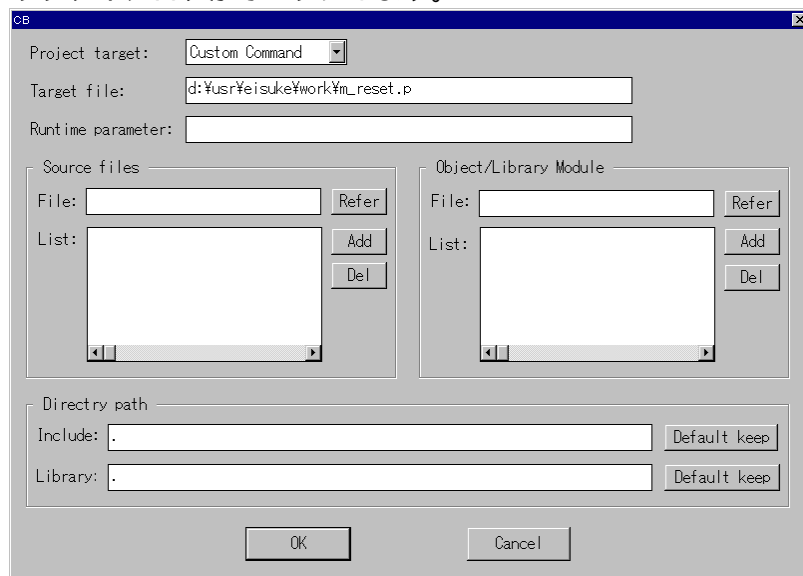 CB
Project target: Custom Command
Target file: d:¥usr¥eisuke¥work¥m_reset.p
Runtime parameter:
Source files
File: Refer
List: Add
Del
Object/Library Module
File: Refer
List: Add
Del
Directry path
Include: . Default keep
Library: . Default keep
OK Cancel